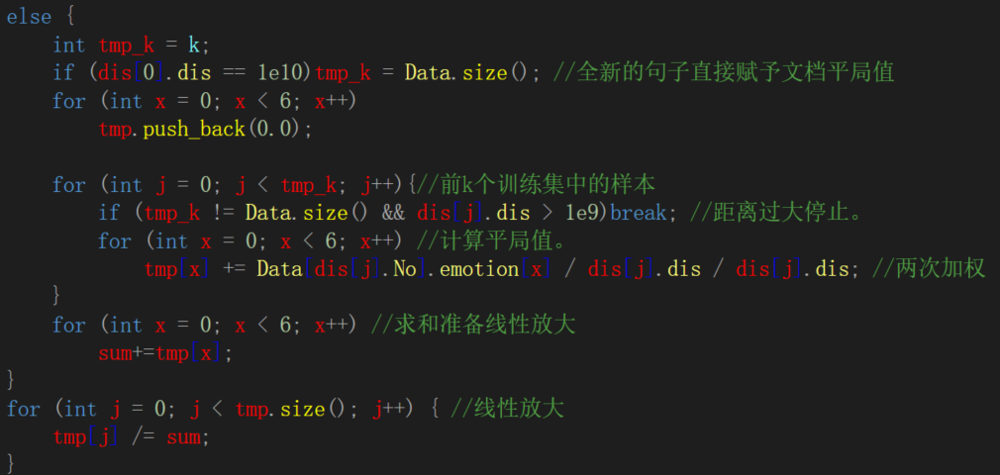 else {
    int tmp_k = k;
    if (dis[0].dis == 1e10)tmp_k = Data.size(); //全新的句子直接赋予文档平局值
    for (int x = 0; x < 6; x++)
        tmp.push_back(0.0);

    for (int j = 0; j < tmp_k; j++){//前k个训练集中的样本
        if (tmp_k != Data.size() && dis[j].dis > 1e9)break; //距离过大停止。
        for (int x = 0; x < 6; x++) //计算平局值。
            tmp[x] += Data[dis[j].No].emotion[x] / dis[j].dis / dis[j].dis; //两次加权
    }
    for (int x = 0; x < 6; x++) //求和准备线性放大
        sum+=tmp[x];
}
for (int j = 0; j < tmp.size(); j++) { //线性放大
    tmp[j] /= sum;
}